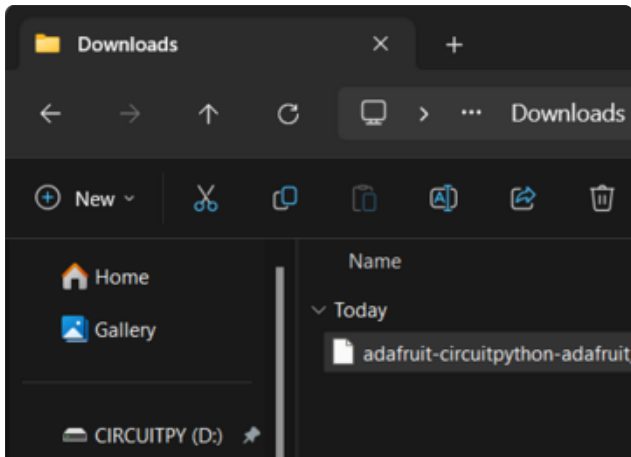 Downloads
Downloads
New
Name
Home
Today
Gallery
adafruit-circuitpython-adafruit
CIRCUITPY (D:)